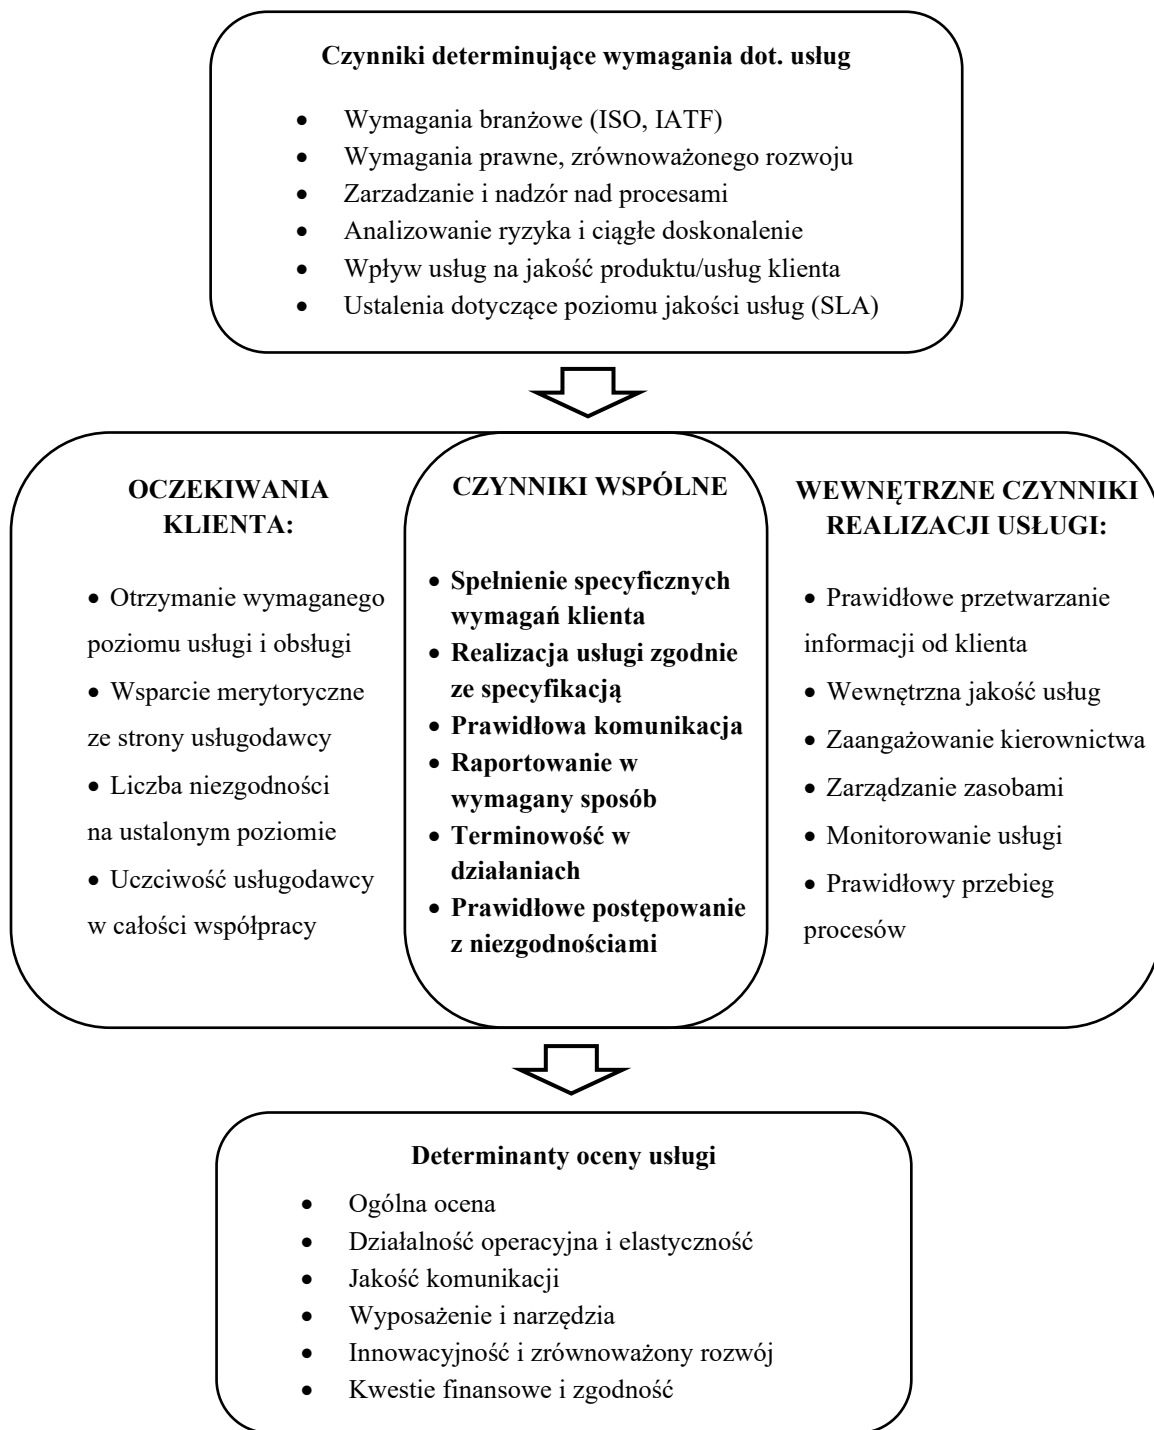 Czynniki determinujące wymagania dot. usług
• Wymagania branżowe (ISO, IATF)
• Wymagania prawne, zrównoważonego rozwoju
• Zarzadzanie i nadzór nad procesami
• Analizowanie ryzyka i ciągłe doskonalenie
• Wpływ usług na jakość produktu/usług klienta
• Ustalenia dotyczące poziomu jakości usług (SLA)
OCZEKIWANIA
KLIENTA:
• Otrzymanie wymaganego
poziomu usługi i obsługi
• Wsparcie merytoryczne
ze strony usługodawcy
• Liczba niezgodności
na ustalonym poziomie
• Uczciwość usługodawcy
w całości współpracy
CZYNNIKI WSPÓLNE
• Spełnienie specyficznych
wymagań klienta
• Realizacja usługi zgodnie
ze specyfikacją
• Prawidłowa komunikacja
• Raportowanie w
wymagany sposób
• Terminowość w
działaniach
• Prawidłowe postępowanie
z niezgodnościami
WEWNĘTRZNE CZYNNIKI
REALIZACJI USŁUGI:
• Prawidłowe przetwarzanie
informacji od klienta
• Wewnętrzna jakość usług
• Zaangażowanie kierownictwa
• Zarządzanie zasobami
• Monitorowanie usługi
• Prawidłowy przebieg
procesów
Determinanty oceny usługi
• Ogólna ocena
• Działalność operacyjna i elastyczność
• Jakość komunikacji
• Wyposażenie i narzędzia
• Innowacyjność i zrównoważony rozwój
• Kwestie finansowe i zgodność